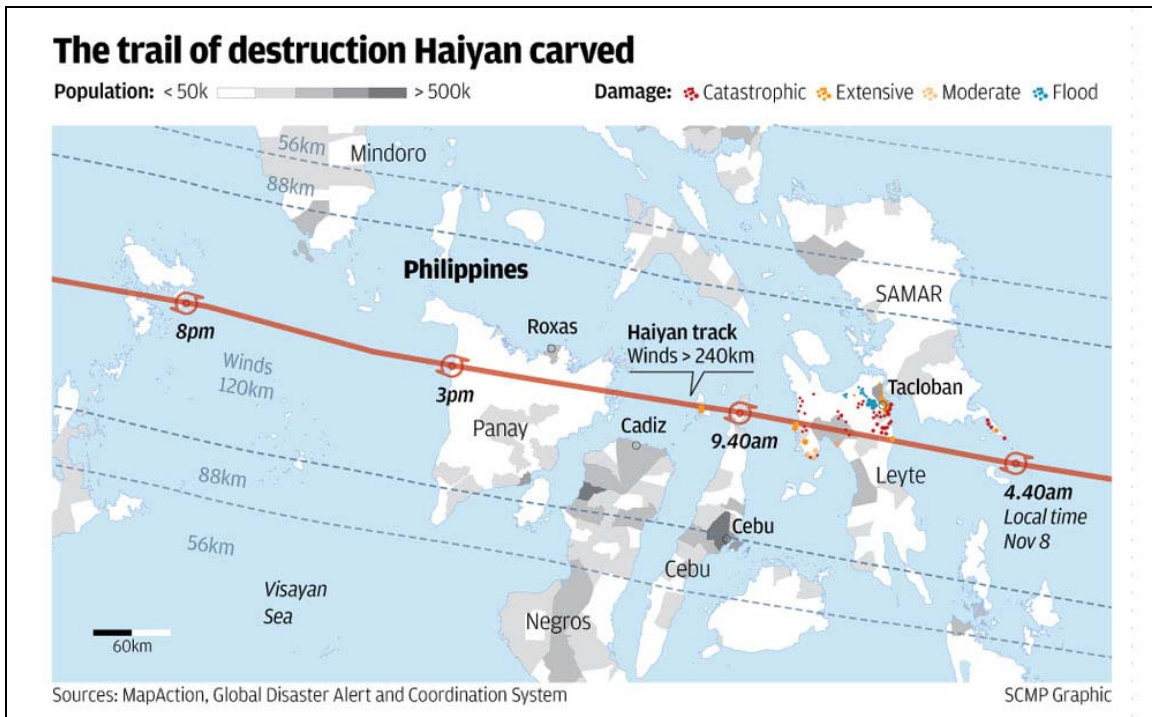 The trail of destruction Haiyan carved
Population: < 50k > 500k
Damage: Catastrophic Extensive Moderate Flood
56km
Mindoro
88km
Philippines
SAMAR
8pm
Roxas
Haiyan track
Winds > 240km
Winds
120km
3pm
Tacloban
Panay
Cadiz
9.40am
Leyte
88km
4.40am
Local time
Nov 8
Cebu
56km
Cebu
Visayan
Sea
Negros
60km
Sources: MapAction, Global Disaster Alert and Coordination System
SCMP Graphic